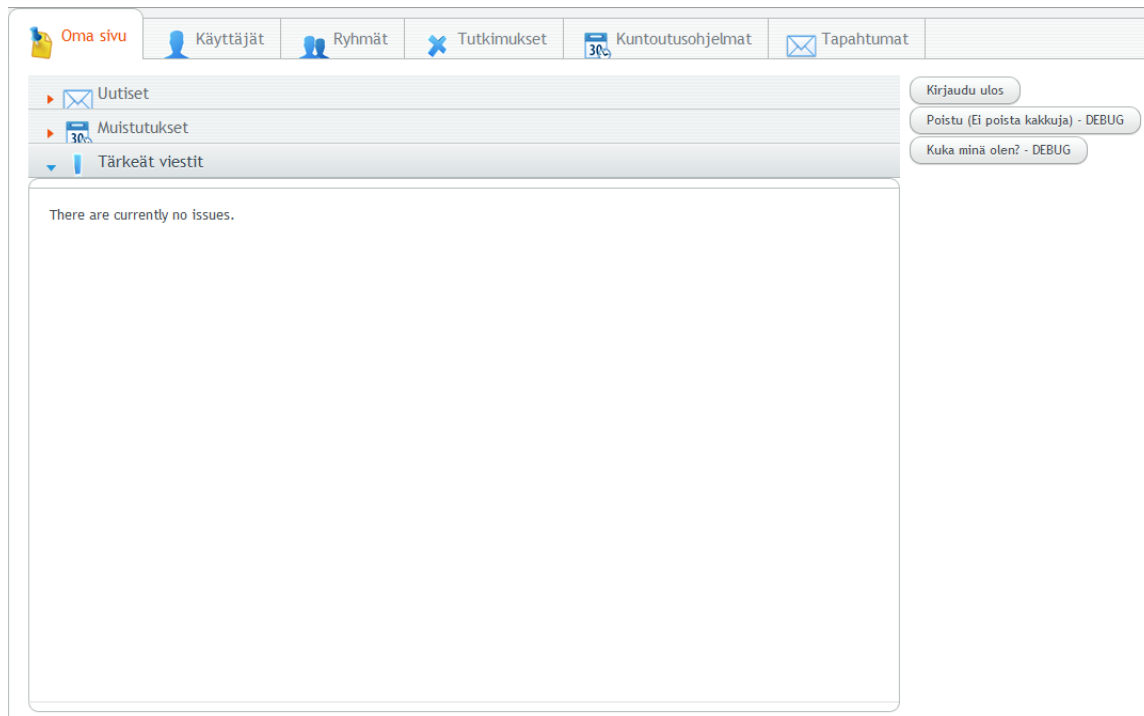 Oma sivu Käyttäjät Ryhmät Tutkimukset Kuntoutusohjelmat Tapahtumat
Uutiset
Muistutukset
Tärkeät viestit
There are currently no issues.
Kirjaudu ulos
Poistu (Ei poista kakkuja) - DEBUG
Kuka minä olen? - DEBUG